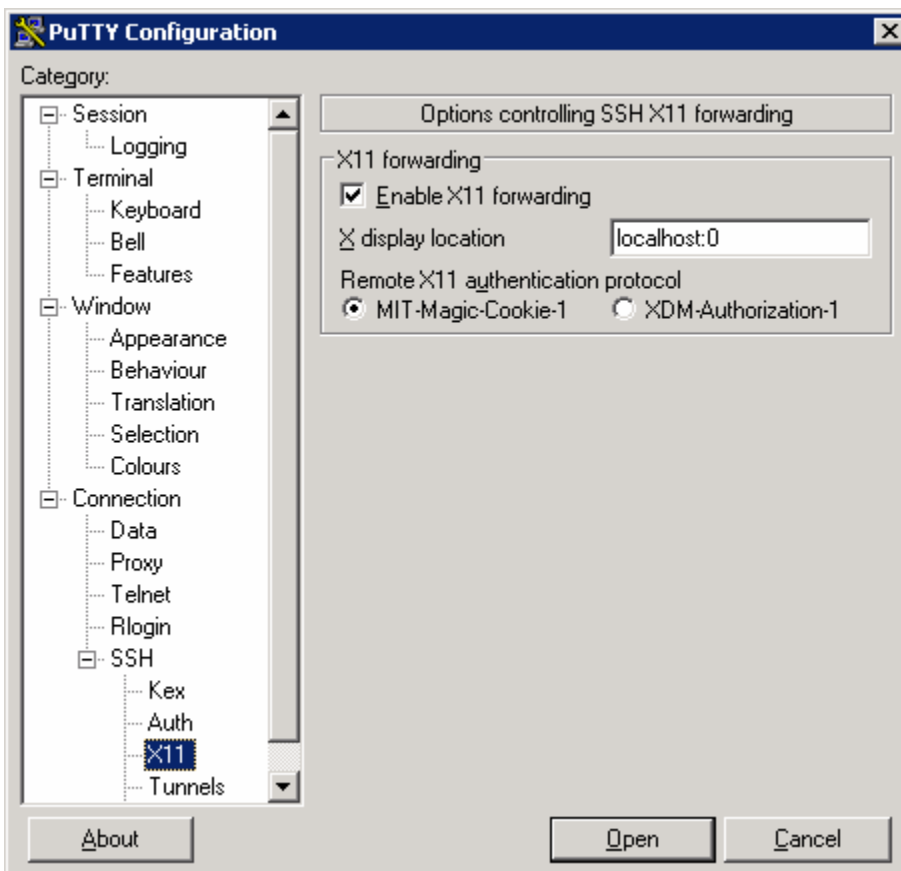 PuTTY Configuration
Category:
Session
Logging
Terminal
Keyboard
Bell
Features
Window
Appearance
Behaviour
Translation
Selection
Colours
Connection
Data
Proxy
Telnet
Rlogin
SSH
Kex
Auth
X11
Tunnels
Options controlling SSH X11 forwarding
X11 forwarding
Enable X11 forwarding
X display location localhost:0
Remote X11 authentication protocol
MIT-Magic-Cookie-1 XDM-Authorization-1
About Open Cancel